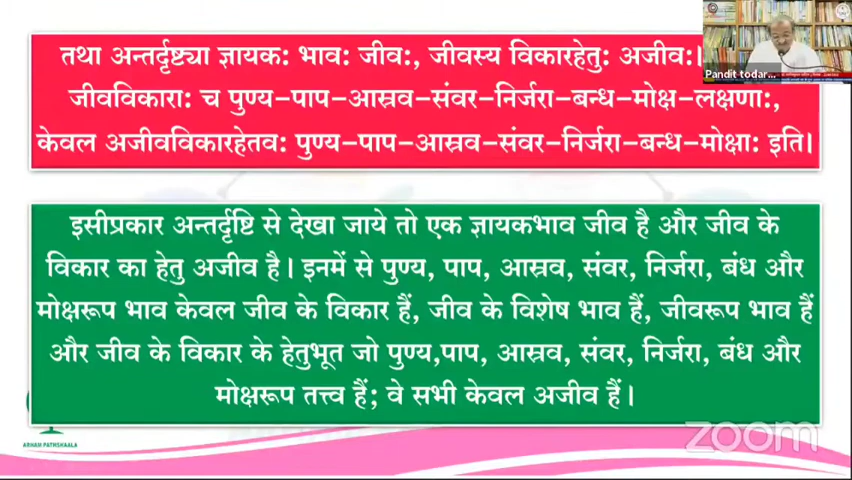 Pandit todar...
तथा अन्तर्दृष्ट्या ज्ञायक: भाव: जीव:, जीवस्य विकारहेतु: अजीव:।
जीवविकारा: च पुण्य-पाप-आस्रव-संवर-निर्जरा-बन्ध-मोक्ष-लक्षणा:,
केवल अजीवविकारहेतव: पुण्य-पाप-आस्रव-संवर-निर्जरा-बन्ध-मोक्षा: इति।
इसीप्रकार अन्तर्दृष्टि से देखा जाये तो एक ज्ञायकभाव जीव है और जीव के
विकार का हेतु अजीव है। इनमें से पुण्य, पाप, आस्रव, संवर, निर्जरा, बंध और
मोक्षरूप भाव केवल जीव के विकार हैं, जीव के विशेष भाव हैं, जीवरूप भाव हैं
और जीव के विकार के हेतुभूत जो पुण्य,पाप, आस्रव, संवर, निर्जरा, बंध और
मोक्षरूप तत्त्व हैं; वे सभी केवल अजीव हैं।
ARHAM PATHSHAALA
zoom